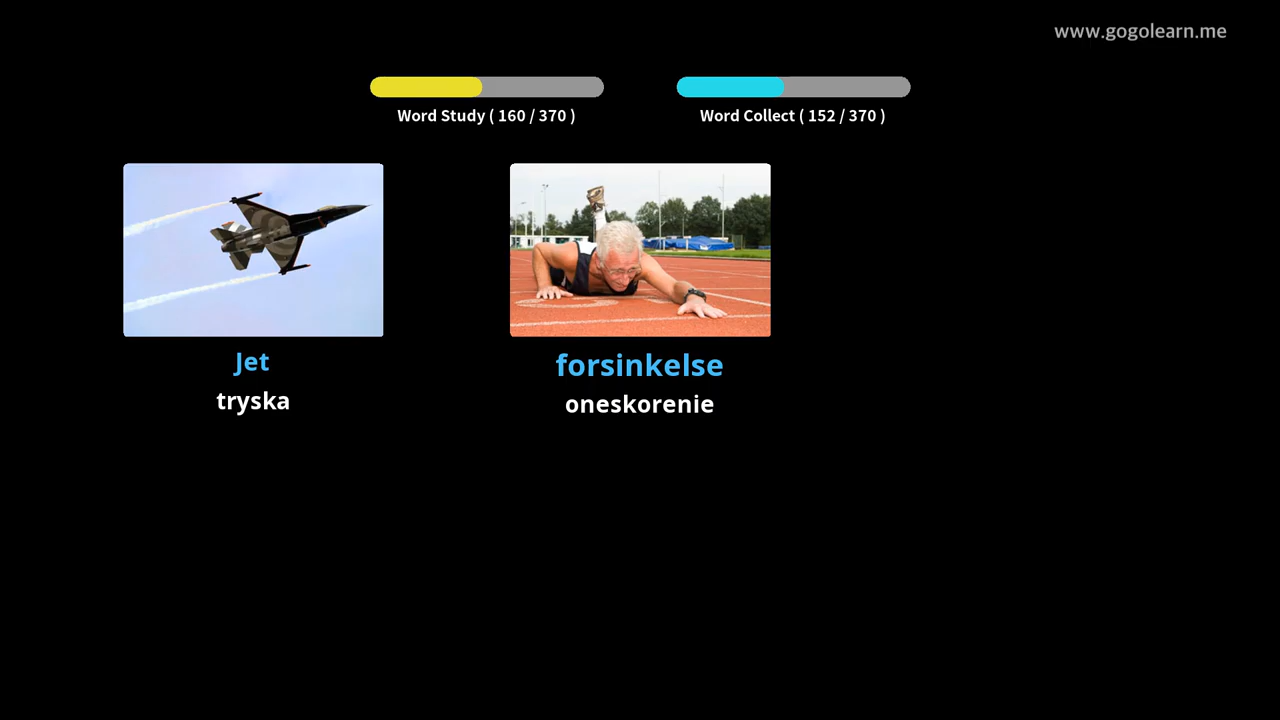 www.gogolearn.me
Word Study ( 160 / 370 )
Word Collect ( 152 / 370 )
Jet
tryska
forsinkelse
oneskorenie